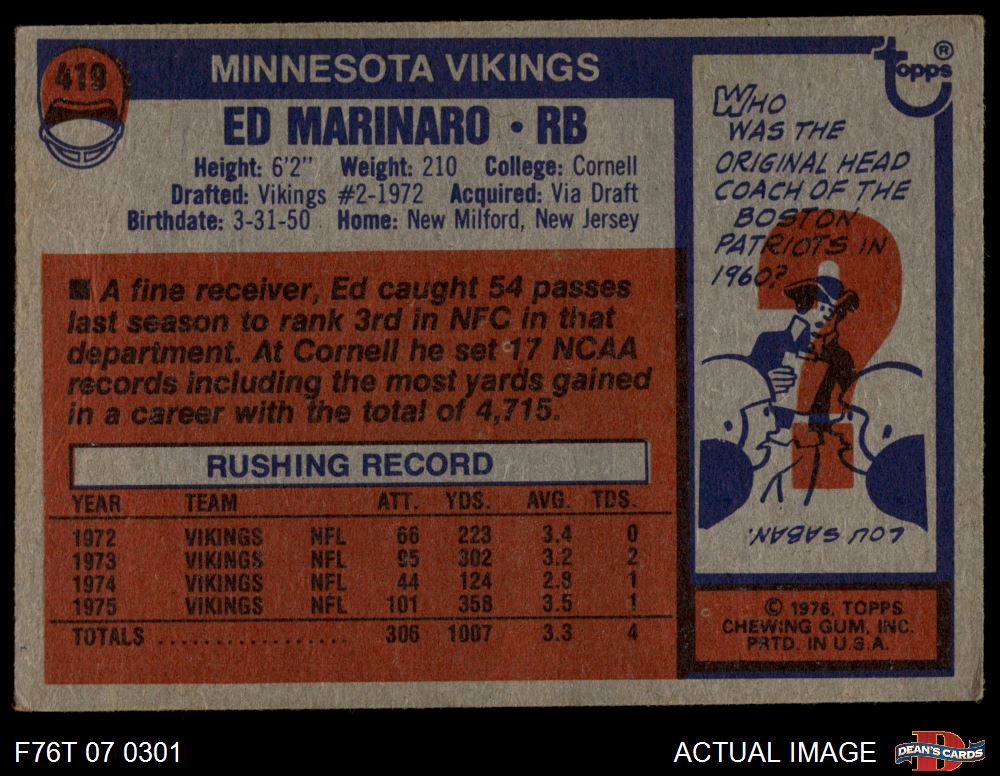 419
MINNESOTA VIKINGS
ED MARINARO • RB
Height: 6'2" Weight: 210 College: Cornell
Drafted: Vikings #2-1972 Acquired: Via Draft
Birthdate: 3-31-50 Home: New Milford, New Jersey
■ A fine receiver, Ed caught 54 passes
last season to rank 3rd in NFC in that
department. At Cornell he set 17 NCAA
records including the most yards gained
in a career with the total of 4,715.
RUSHING RECORD
YEAR TEAM ATT. YDS. AVG. TDS.
1972 VIKINGS NFL 66 223 3.4 0
1973 VIKINGS NFL 95 302 3.2 2
1974 VIKINGS NFL 44 124 2.8 1
1975 VIKINGS NFL 101 358 3.5 1
TOTALS .................. 306 1007 3.3 4
topps®
WHO
WAS THE
ORIGINAL HEAD
COACH OF THE
BOSTON
PATRIOTS IN
1960?
?
LOU SABAN.
© 1976, TOPPS
CHEWING GUM, INC.
PRTD. IN U.S.A.
F76T 07 0301
ACTUAL IMAGE
D
DEAN'S CARDS